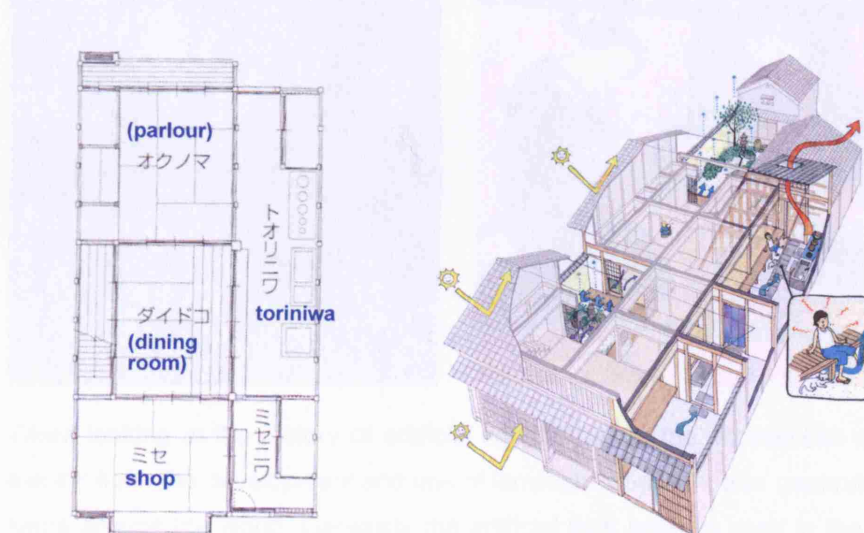 (parlour)
オクノマ
トオリニワ
toriniwa
ダイドコ
(dining
room)
ミセニワ
ミセ
shop